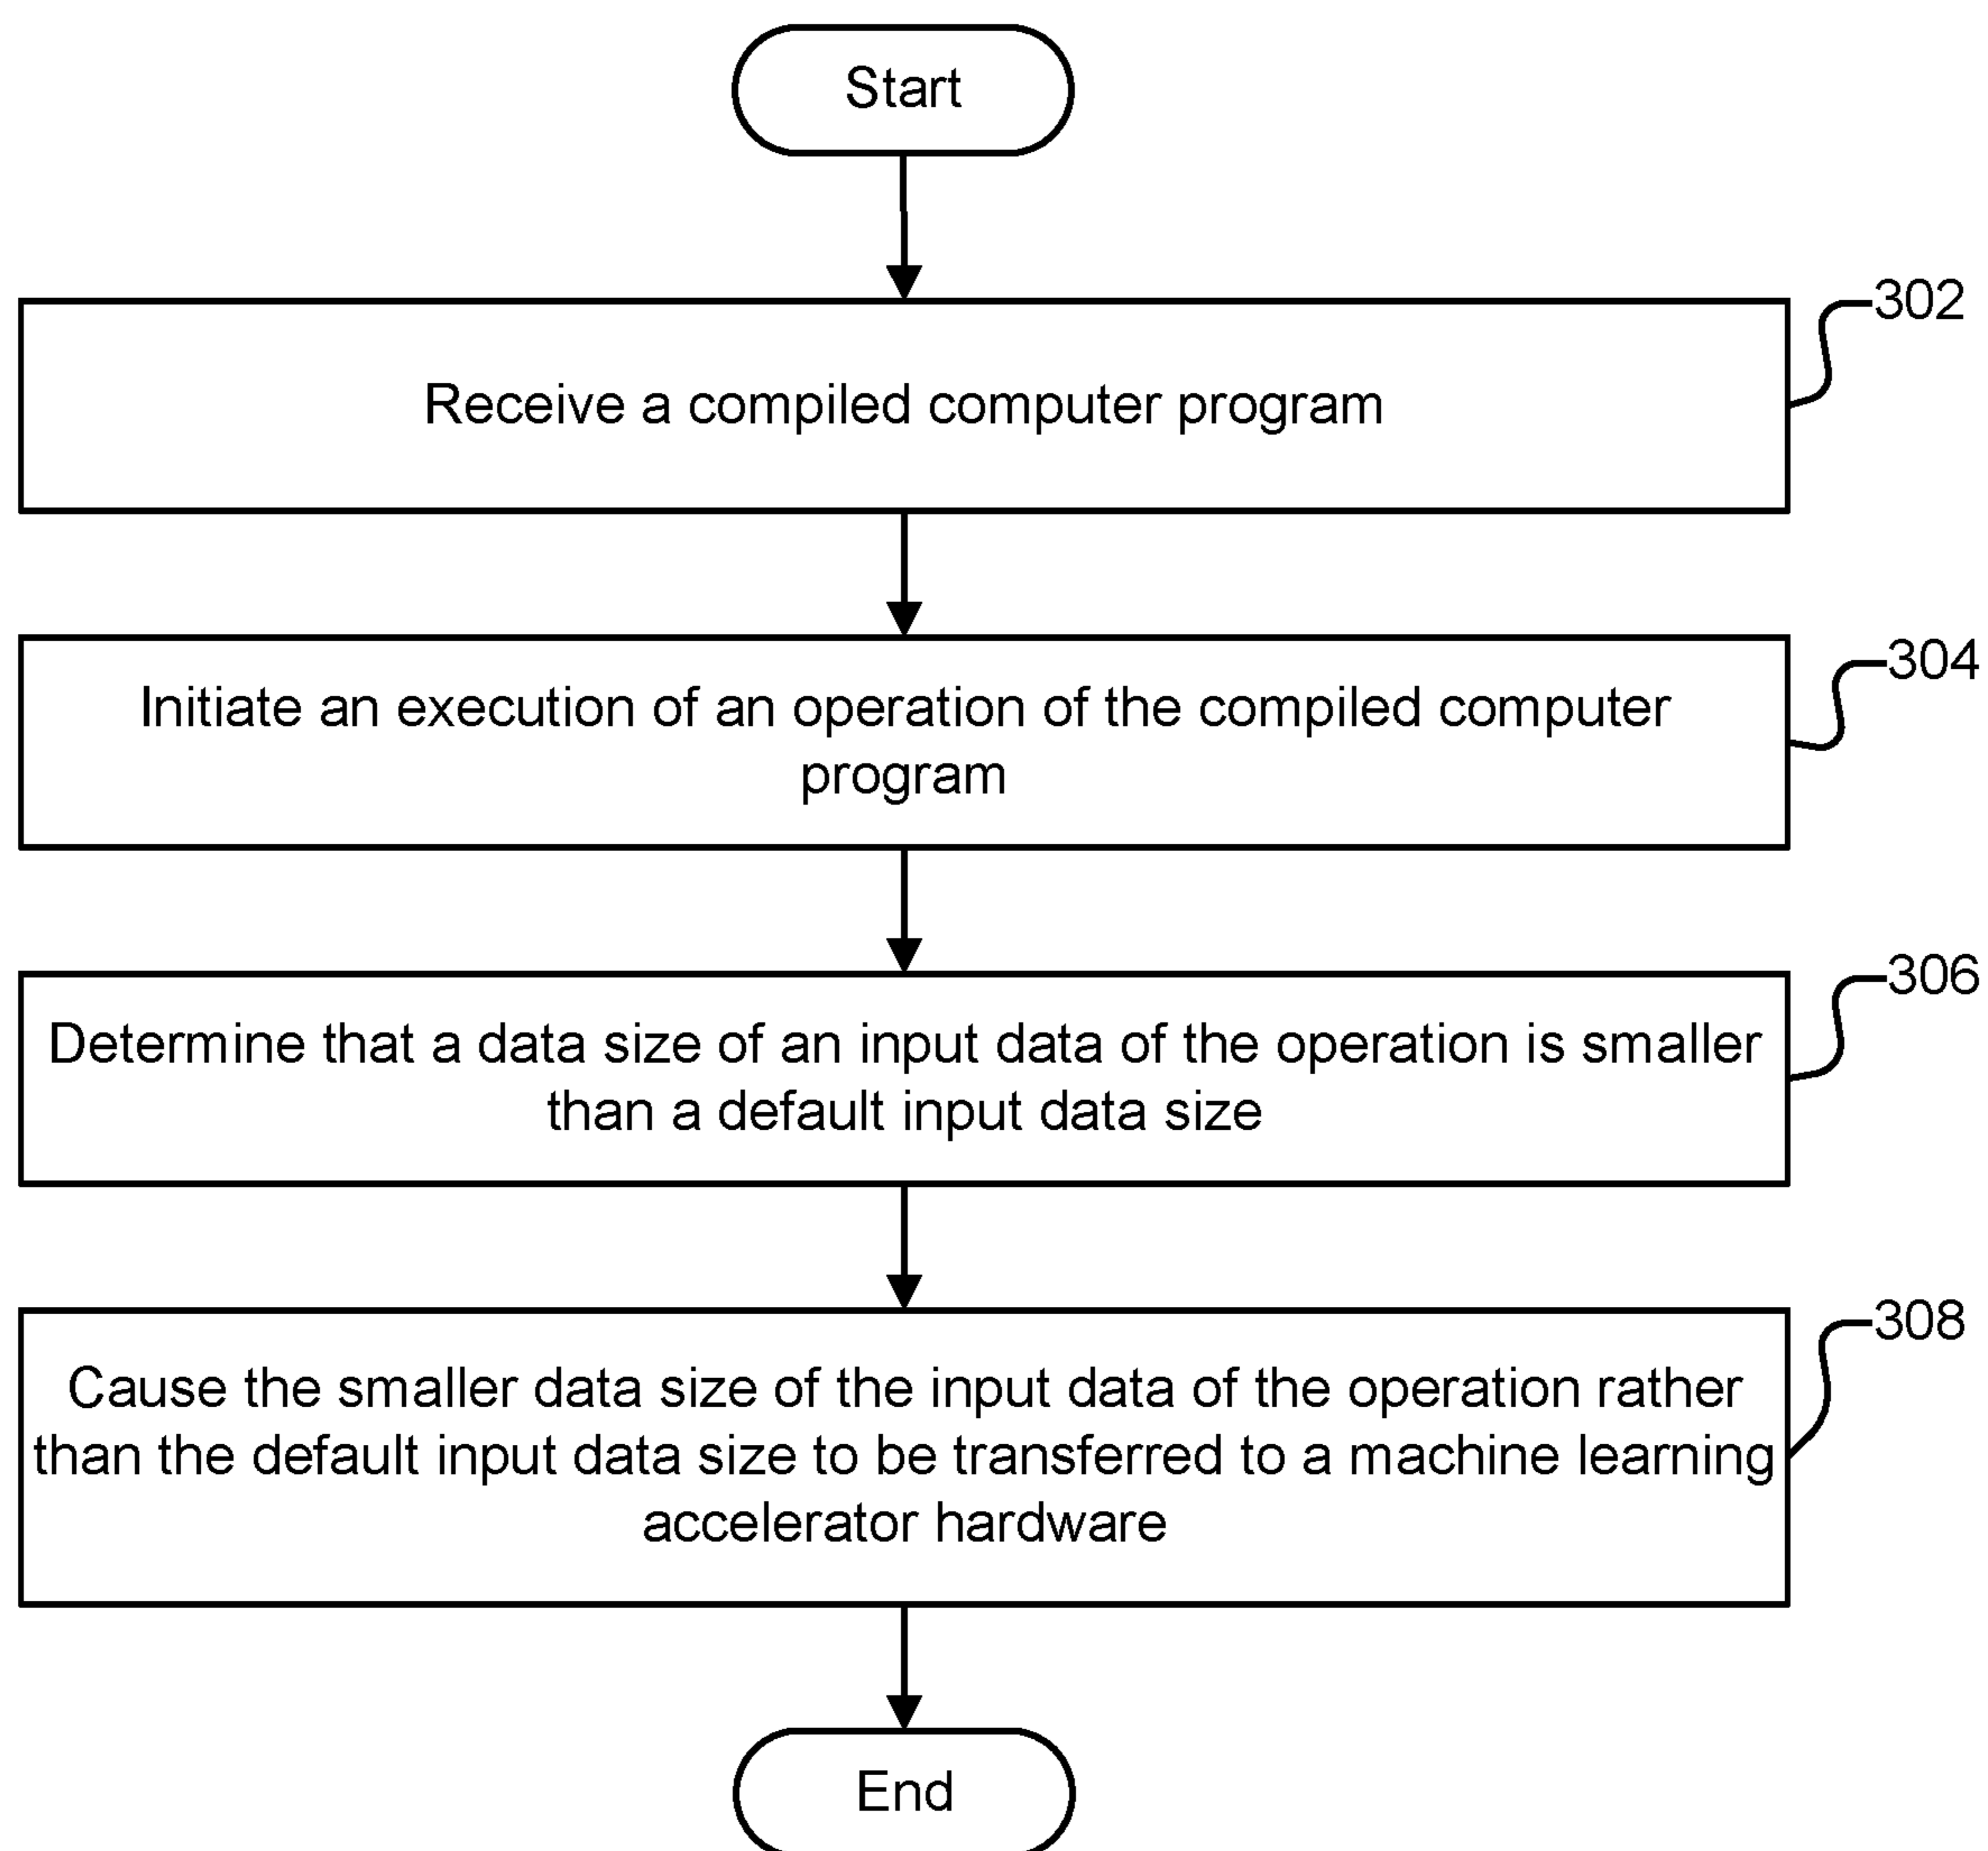 Start
302
Receive a compiled computer program
304
Initiate an execution of an operation of the compiled computer
program
306
Determine that a data size of an input data of the operation is smaller
than a default input data size
308
Cause the smaller data size of the input data of the operation rather
than the default input data size to be transferred to a machine learning
accelerator hardware
End